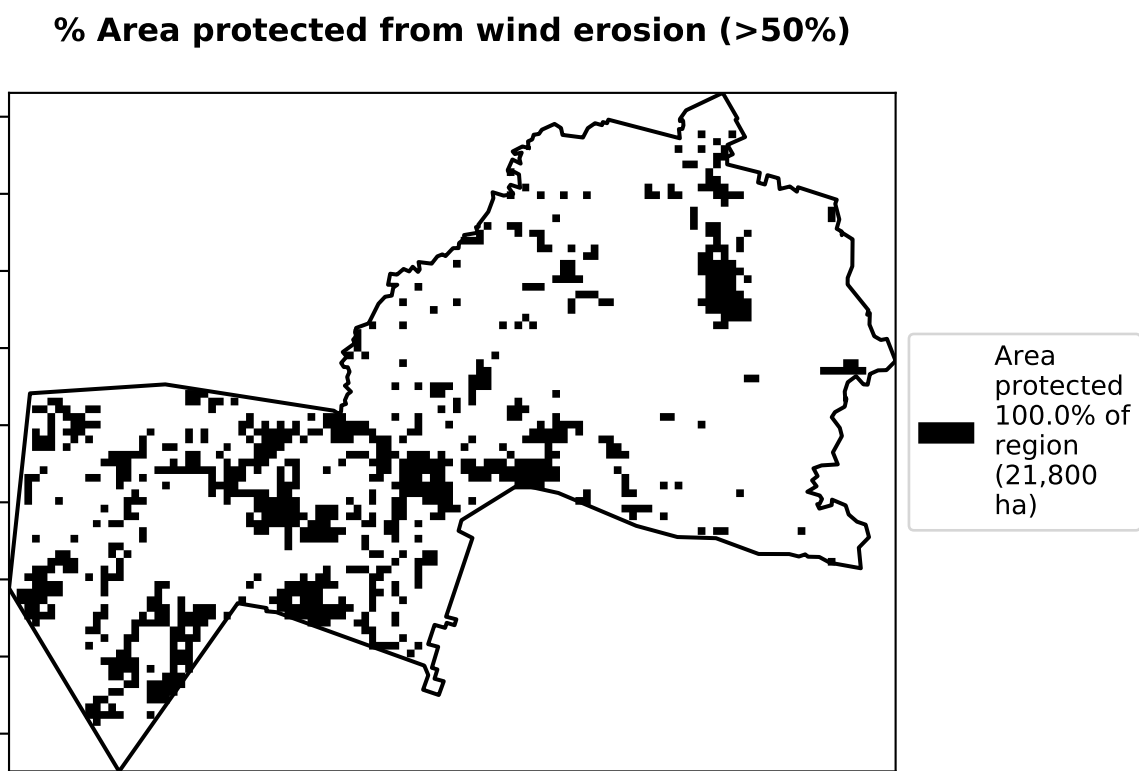 % Area protected from wind erosion (>50%)
Area
protected
100.0% of
region
(21,800
ha)